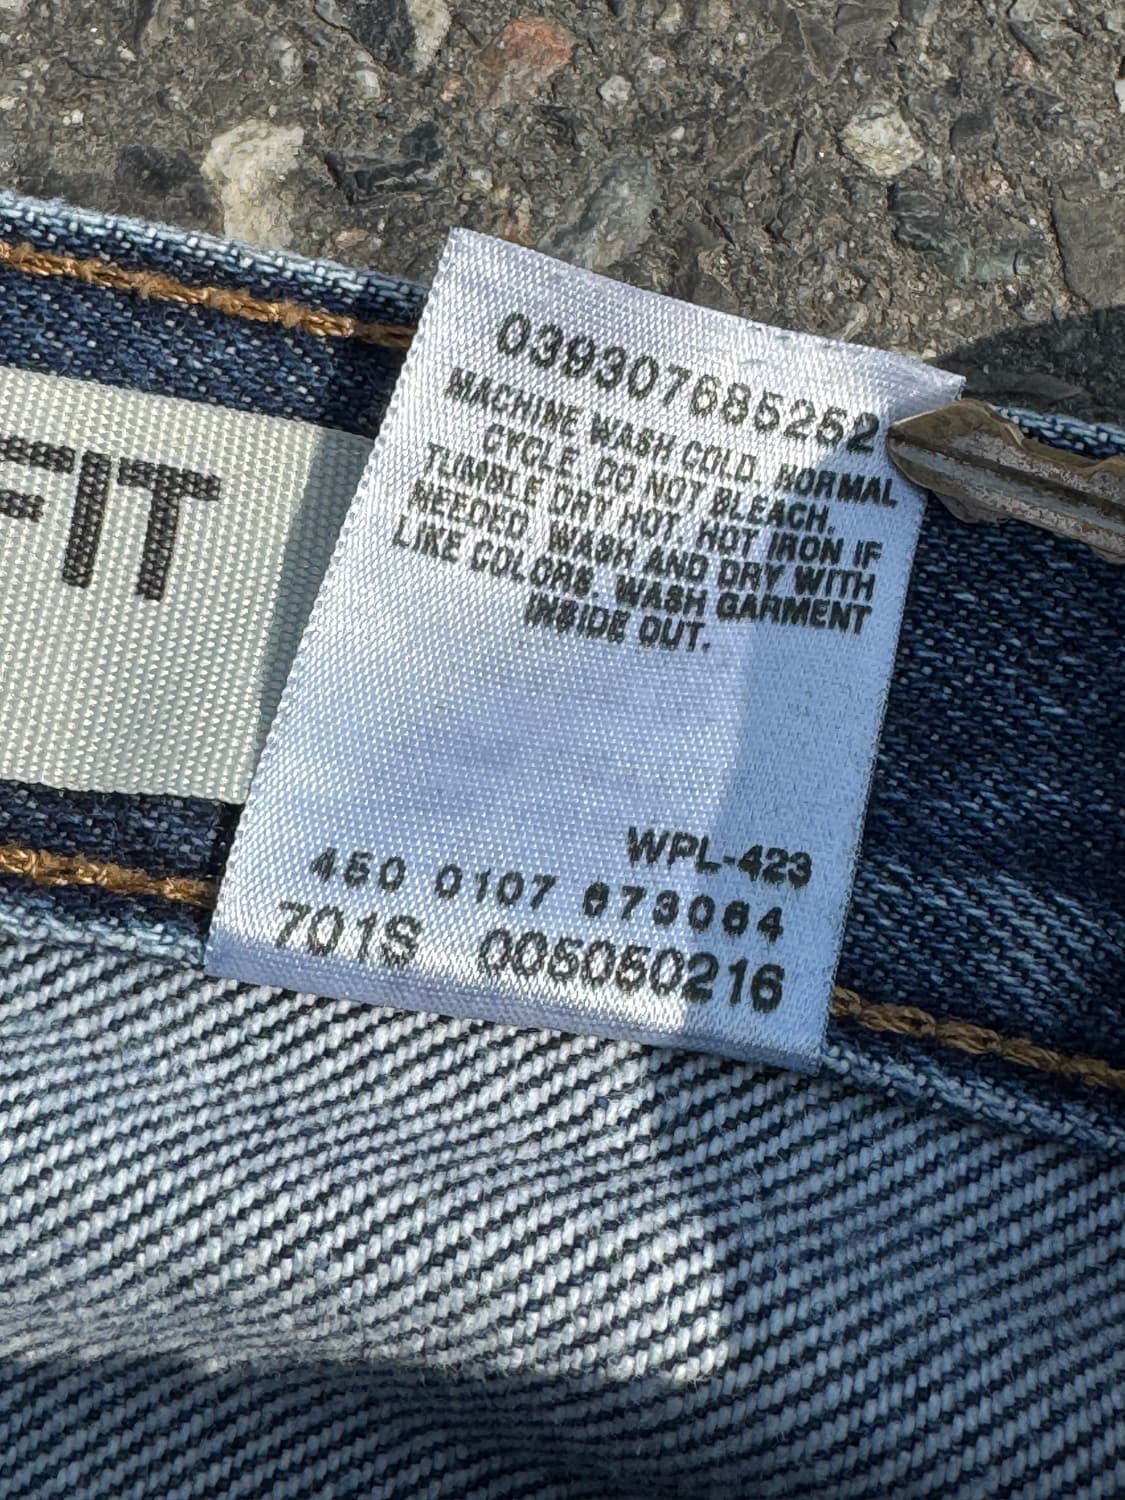 FIT
039307685252
MACHINE WASH COLD. NORMAL
CYCLE. DO NOT BLEACH.
TUMBLE DRY HOT. HOT IRON IF
NEEDED. WASH AND DRY WITH
LIKE COLORS. WASH GARMENT
INSIDE OUT.
WPL-423
450 0107 673064
701S 005050216